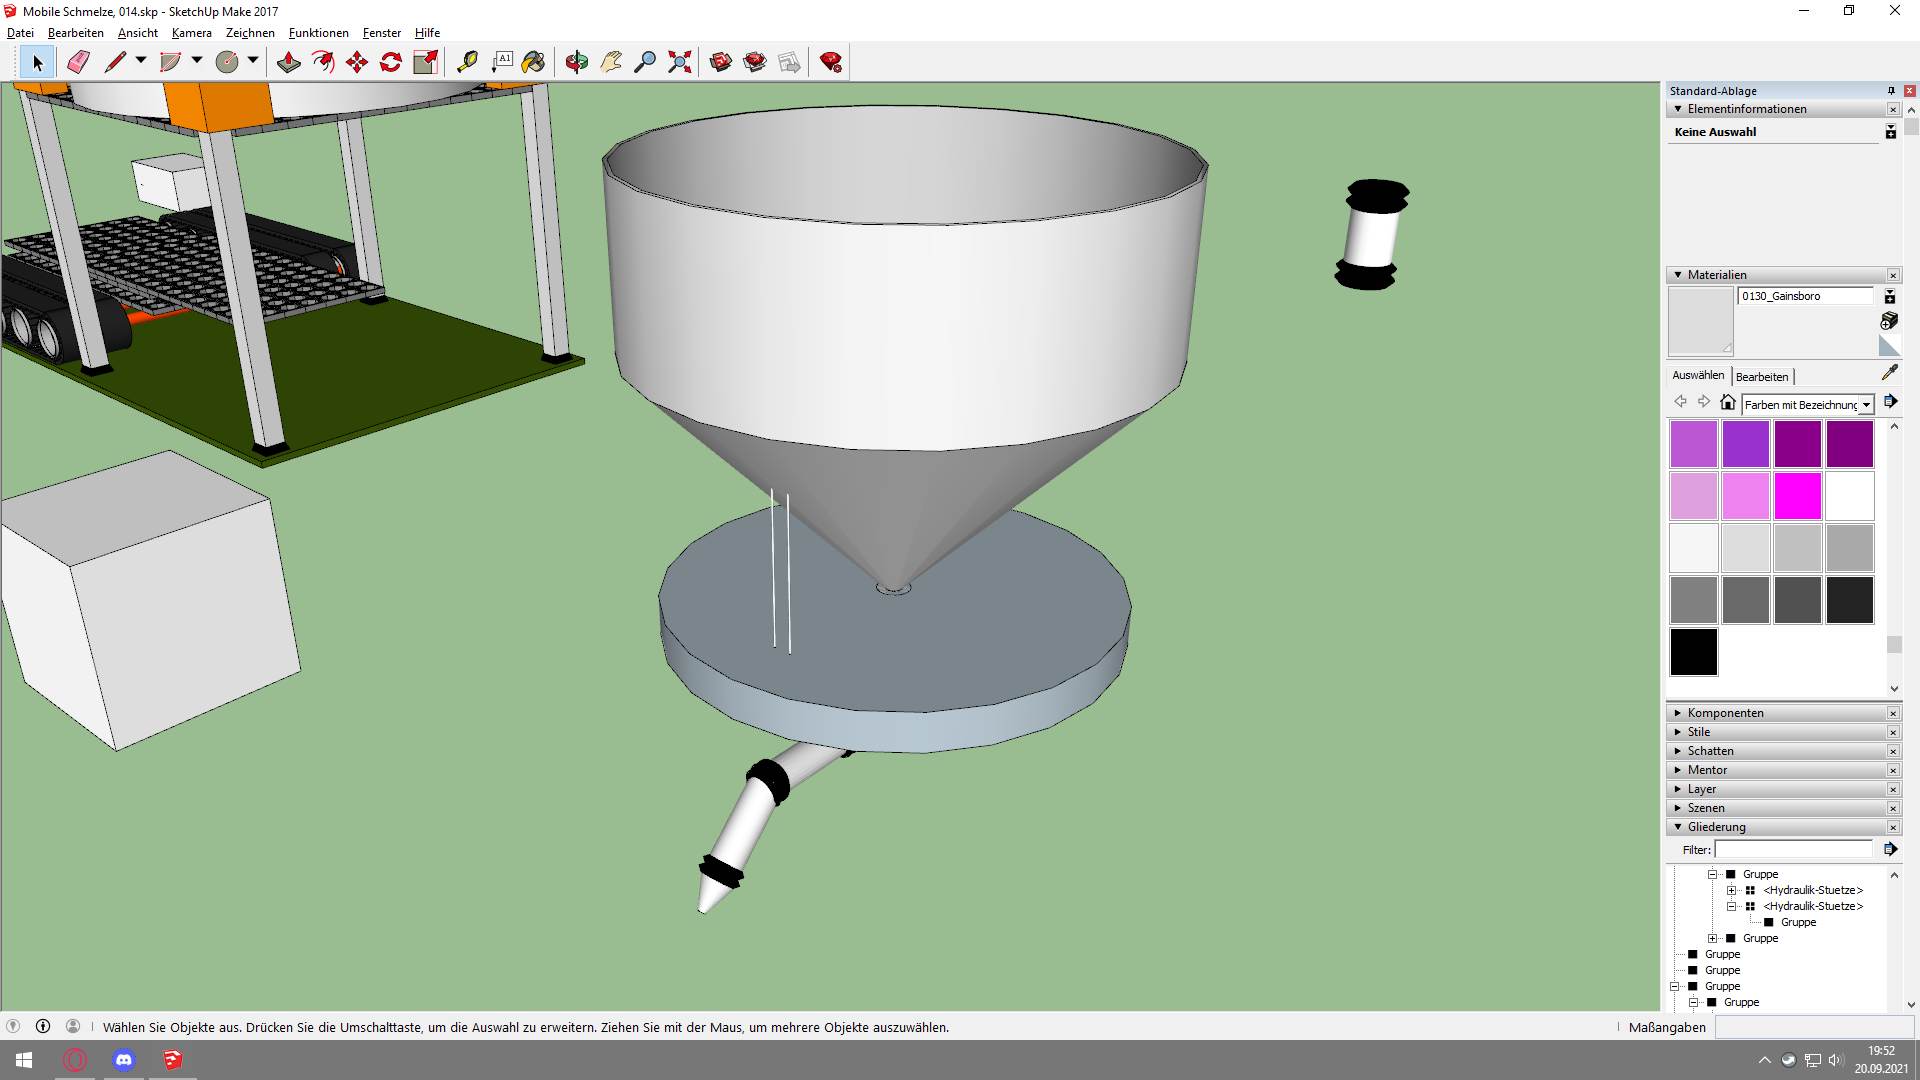 Mobile Schmelze, 014.skp - SketchUp Make 2017
Datei Bearbeiten Ansicht Kamera Zeichnen Funktionen Fenster Hilfe
A1
Standard-Ablage
Elementinformationen
Keine Auswahl
Materialien
0130_Gainsboro
Auswählen Bearbeiten
Farben mit Bezeichnung
Komponenten
Stile
Schatten
Mentor
Layer
Szenen
Gliederung
Filter:
Gruppe
<Hydraulik-Stuetze>
<Hydraulik-Stuetze>
Gruppe
Gruppe
Gruppe
Gruppe
Gruppe
Gruppe
Wählen Sie Objekte aus. Drücken Sie die Umschalttaste, um die Auswahl zu erweitern. Ziehen Sie mit der Maus, um mehrere Objekte auszuwählen.
Maßangaben
19:52
20.09.2021